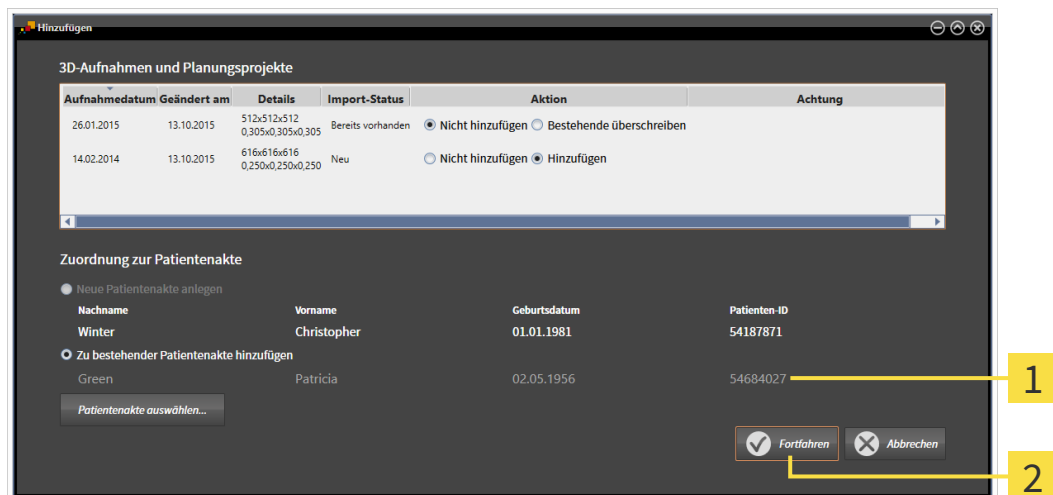 Hinzufügen
3D-Aufnahmen und Planungsprojekte
Aufnahmedatum Geändert am Details Import-Status Aktion Achtung
26.01.2015 13.10.2015 512x512x512 0,305x0,305x0,305 Bereits vorhanden Nicht hinzufügen Bestehende überschreiben
14.02.2014 13.10.2015 616x616x616 0,250x0,250x0,250 Neu Nicht hinzufügen Hinzufügen
Zuordnung zur Patientenakte
Neue Patientenakte anlegen
Nachname Vorname Geburtsdatum Patienten-ID
Winter Christopher 01.01.1981 54187871
Zu bestehender Patientenakte hinzufügen
Green Patricia 02.05.1956 54684027 1
Patientenakte auswählen...
Fortfahren Abbrechen
2